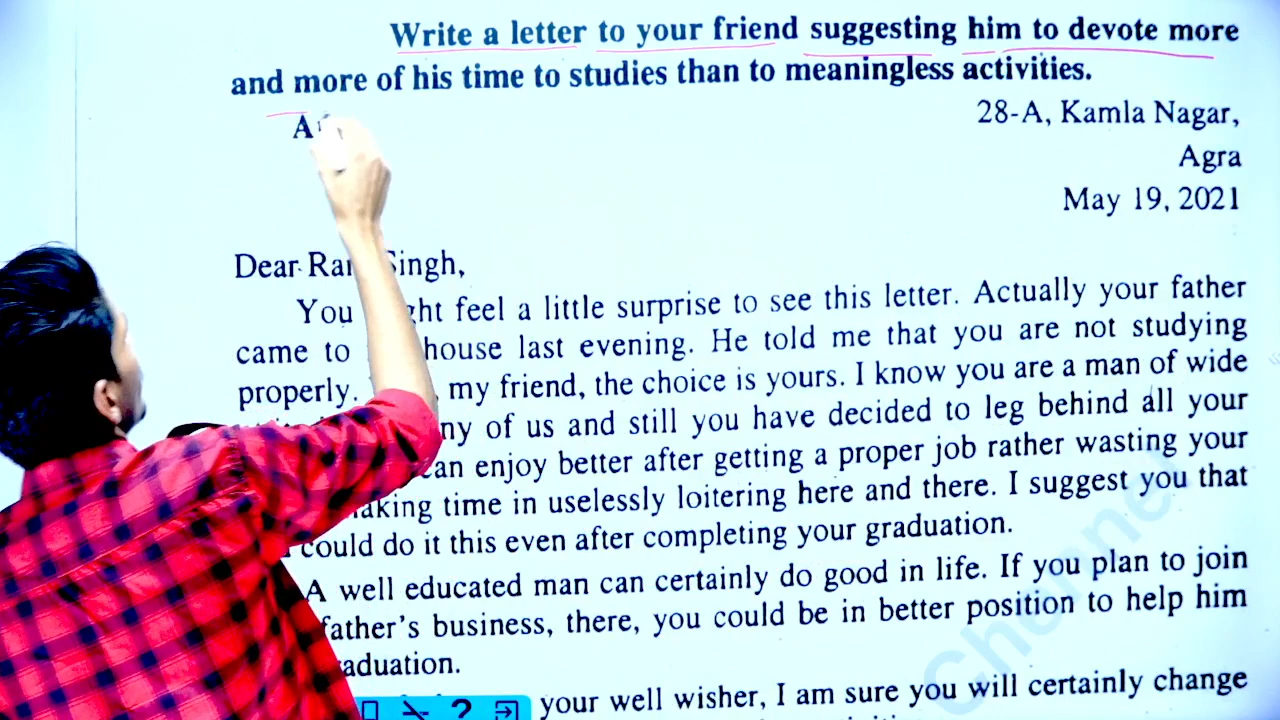 Write a letter to your friend suggesting him to devote more
and more of his time to studies than to meaningless activities.
28-A, Kamla Nagar,
Agra
May 19, 2021
Dear Singh,
You feel a little surprise to see this letter. Actually your father
came to house last evening. He told me that you are not studying
properly. my friend, the choice is yours. I know you are a man of wide
of us and still you have decided to leg behind all your
can enjoy better after getting a proper job rather wasting your
time in uselessly loitering here and there. I suggest you that
could do it this even after completing your graduation.
A well educated man can certainly do good in life. If you plan to join
father's business, there, you could be in better position to help him
your well wisher, I am sure you will certainly change
Channel